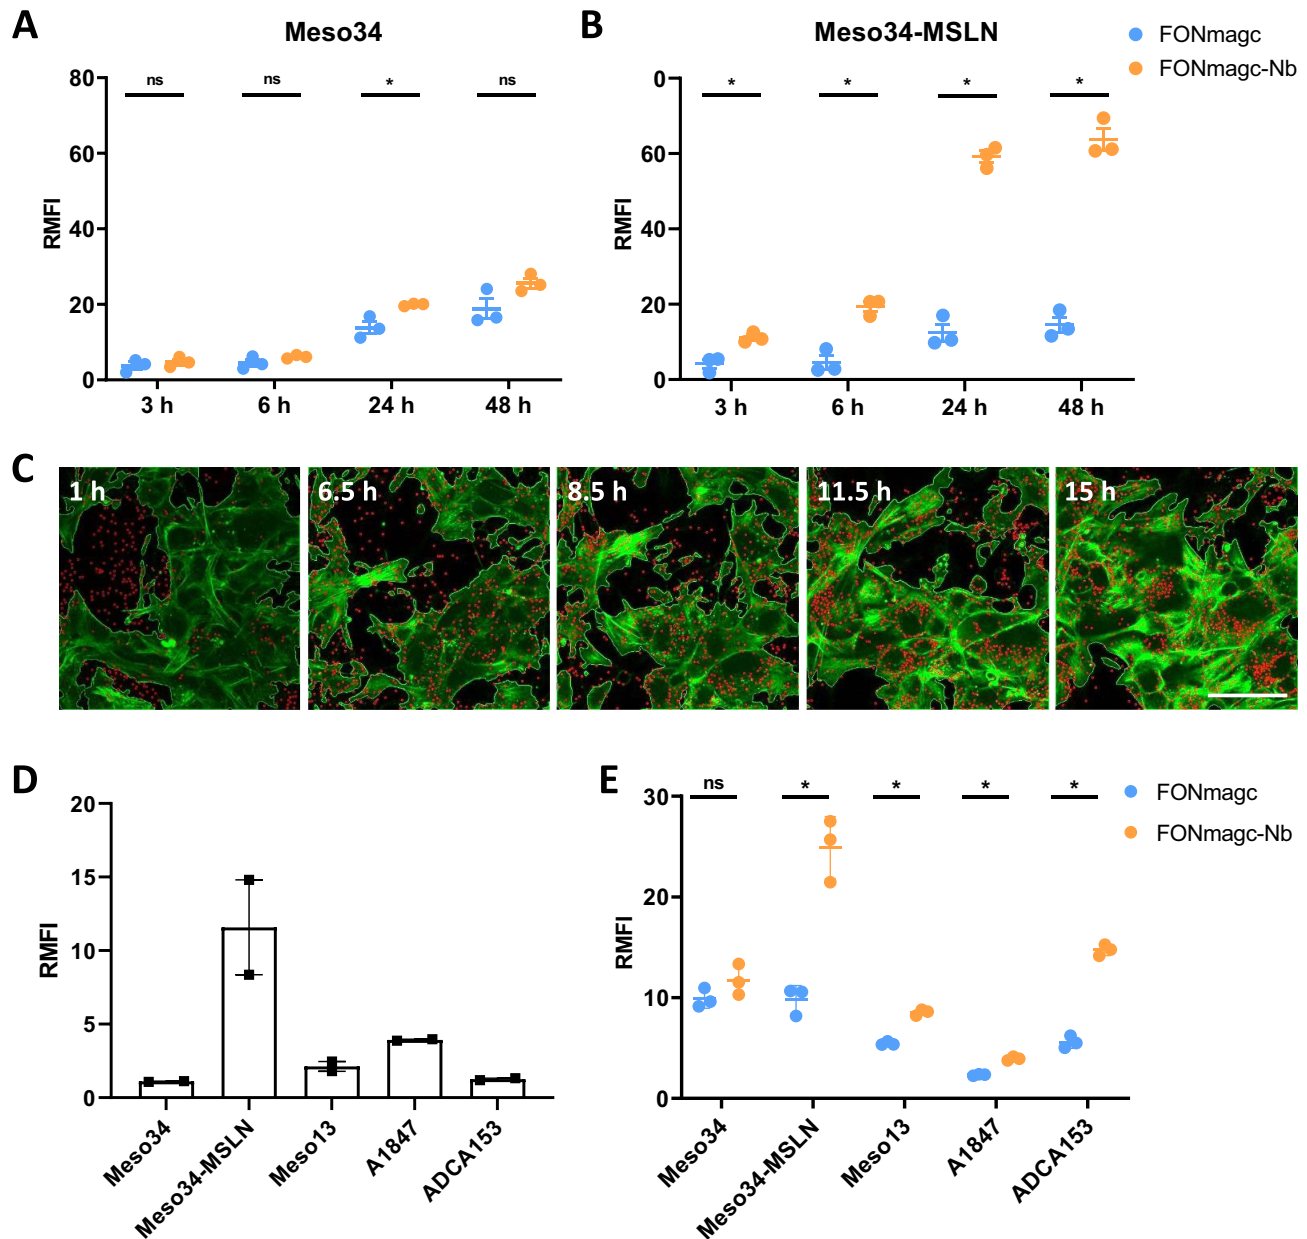 A
Meso34
80
60
40
20
0
RMFI
ns
ns
*
ns
3 h
6 h
24 h
48 h
B
Meso34-MSLN
FONmagc
FONmagc-Nb
0
60
40
20
0
RMFI
*
*
*
*
3 h
6 h
24 h
48 h
C
1 h
6.5 h
8.5 h
11.5 h
15 h
D
20
15
10
5
0
RMFI
Meso34
Meso34-MSLN
Meso13
A1847
ADCA153
E
FONmagc
FONmagc-Nb
30
20
10
0
RMFI
ns
*
*
*
*
Meso34
Meso34-MSLN
Meso13
A1847
ADCA153